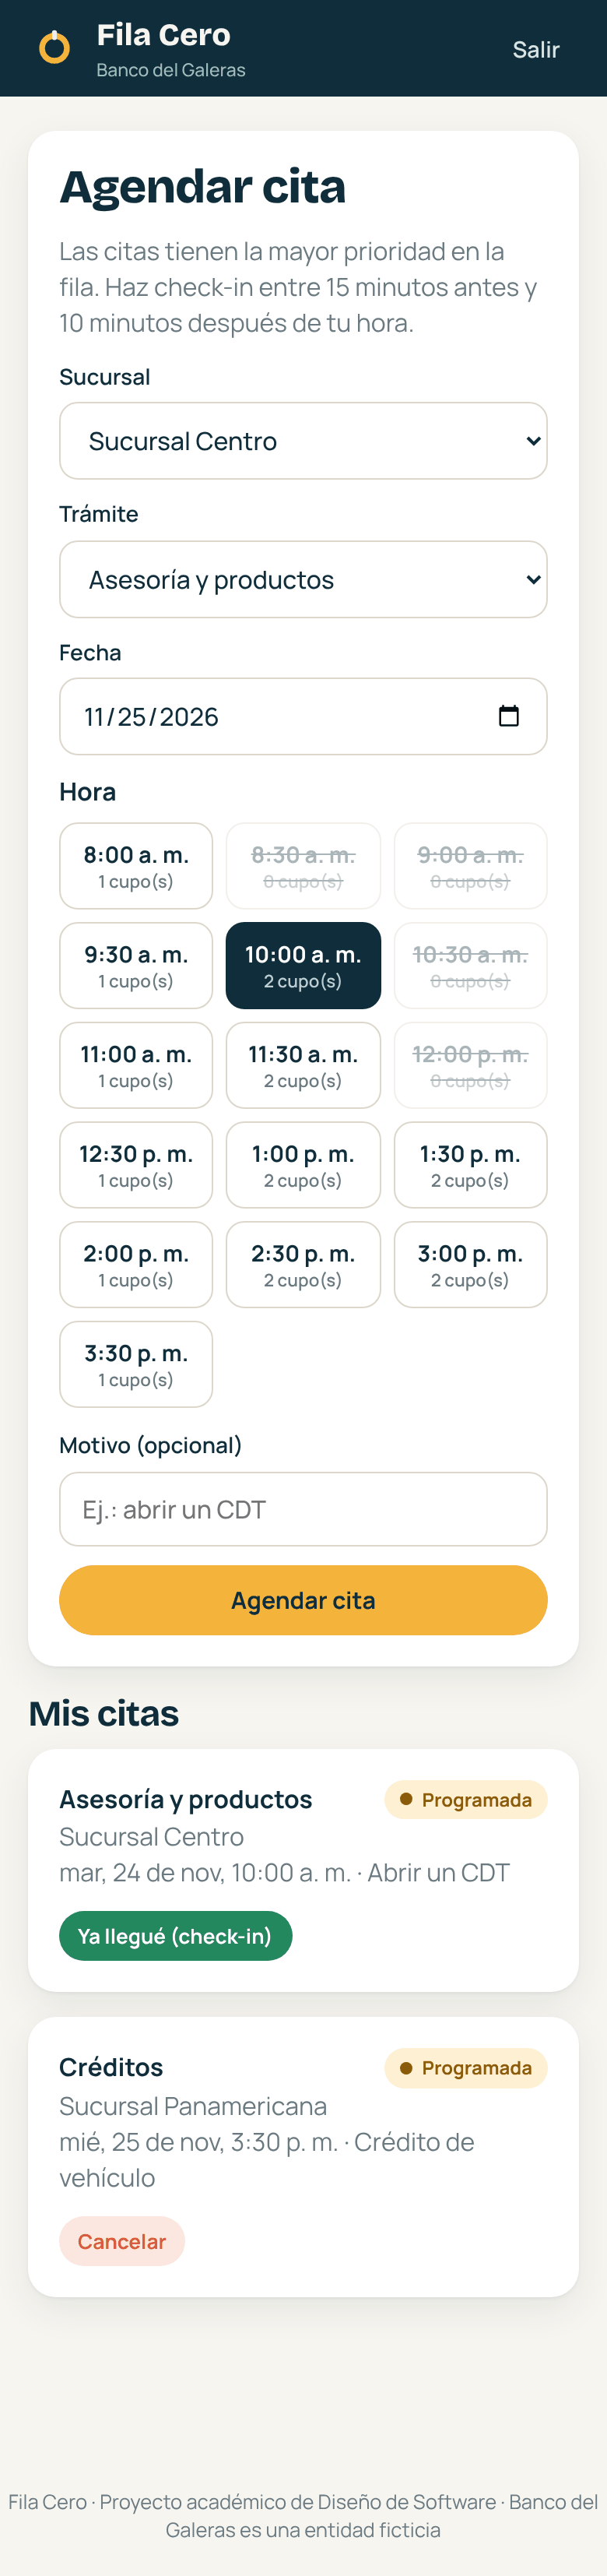 Fila Cero
Banco del Galeras
Salir
Agendar cita
Las citas tienen la mayor prioridad en la
fila. Haz check-in entre 15 minutos antes y
10 minutos después de tu hora.
Sucursal
Sucursal Centro
Trámite
Asesoría y productos
Fecha
11/25/2026
Hora
8:00 a. m.
1 cupo(s)
8:30 a. m.
0 cupo(s)
9:00 a. m.
0 cupo(s)
9:30 a. m.
1 cupo(s)
10:00 a. m.
2 cupo(s)
10:30 a. m.
0 cupo(s)
11:00 a. m.
1 cupo(s)
11:30 a. m.
2 cupo(s)
12:00 p. m.
0 cupo(s)
12:30 p. m.
1 cupo(s)
1:00 p. m.
2 cupo(s)
1:30 p. m.
2 cupo(s)
2:00 p. m.
1 cupo(s)
2:30 p. m.
2 cupo(s)
3:00 p. m.
2 cupo(s)
3:30 p. m.
1 cupo(s)
Motivo (opcional)
Ej.: abrir un CDT
Agendar cita
Mis citas
Asesoría y productos
Programada
Sucursal Centro
mar, 24 de nov, 10:00 a. m. · Abrir un CDT
Ya llegué (check-in)
Créditos
Programada
Sucursal Panamericana
mié, 25 de nov, 3:30 p. m. · Crédito de
vehículo
Cancelar
Fila Cero · Proyecto académico de Diseño de Software · Banco del
Galeras es una entidad ficticia